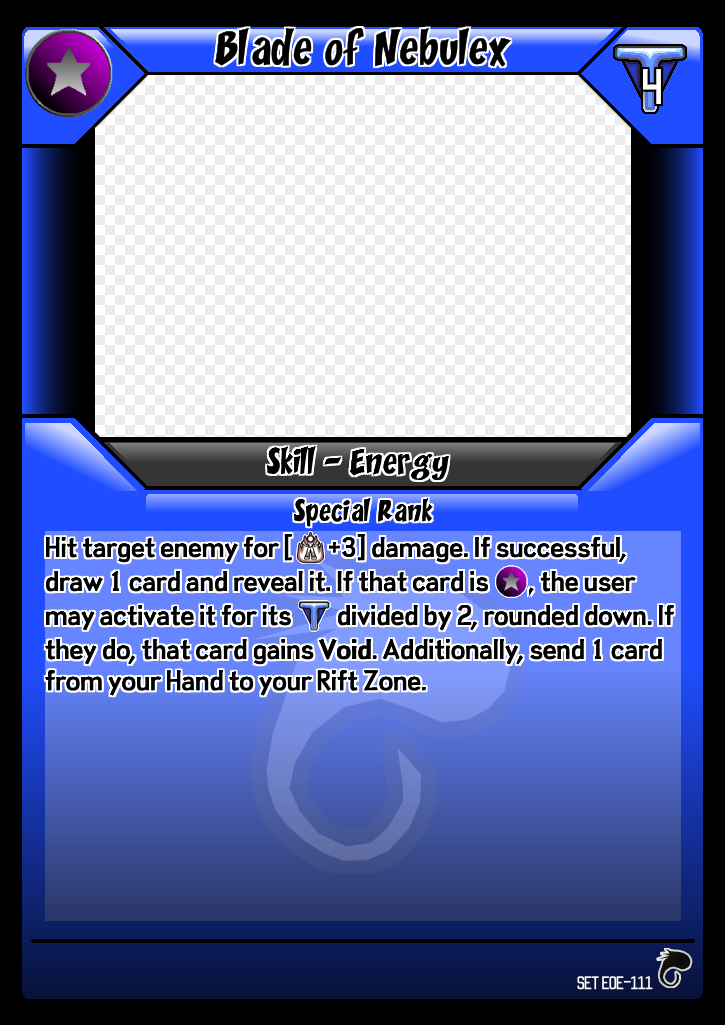 Blade of Nebulex
4
Skill - Energy
Special Rank
Hit target enemy for [ +3] damage. If successful,
draw 1 card and reveal it. If that card is , the user
may activate it for its divided by 2, rounded down. If
they do, that card gains Void. Additionally, send 1 card
from your Hand to your Rift Zone.
SET EOE-111